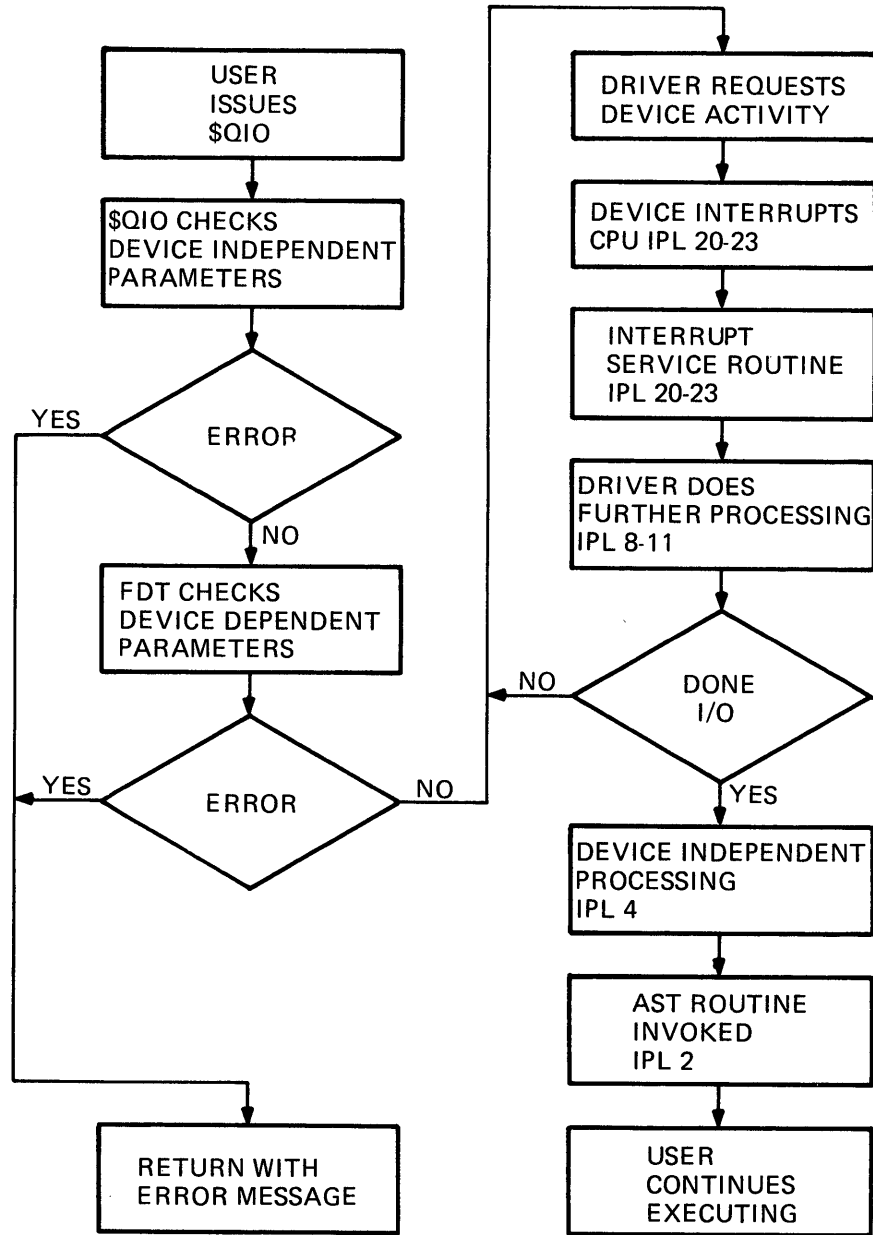 USER
ISSUES
$QIO
$QIO CHECKS
DEVICE INDEPENDENT
PARAMETERS
YES
ERROR
NO
FDT CHECKS
DEVICE DEPENDENT
PARAMETERS
YES
ERROR
NO
RETURN WITH
ERROR MESSAGE
DRIVER REQUESTS
DEVICE ACTIVITY
DEVICE INTERRUPTS
CPU IPL 20-23
INTERRUPT
SERVICE ROUTINE
IPL 20-23
DRIVER DOES
FURTHER PROCESSING
IPL 8-11
NO
DONE
I/O
YES
DEVICE INDEPENDENT
PROCESSING
IPL 4
AST ROUTINE
INVOKED
IPL 2
USER
CONTINUES
EXECUTING